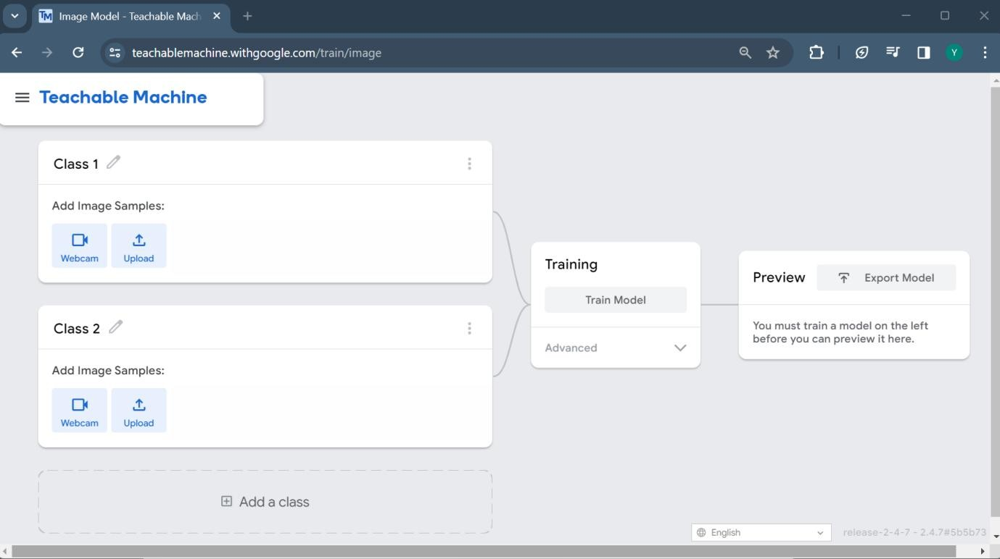 Image Model - Teachable Mach
teachablemachine.withgoogle.com/train/image
Y
Teachable Machine
Class 1
Add Image Samples:
Webcam
Upload
Class 2
Add Image Samples:
Webcam
Upload
Add a class
Training
Train Model
Advanced
Preview
Export Model
You must train a model on the left
before you can preview it here.
English
release-2-4-7 - 2.4.7#5b5b73